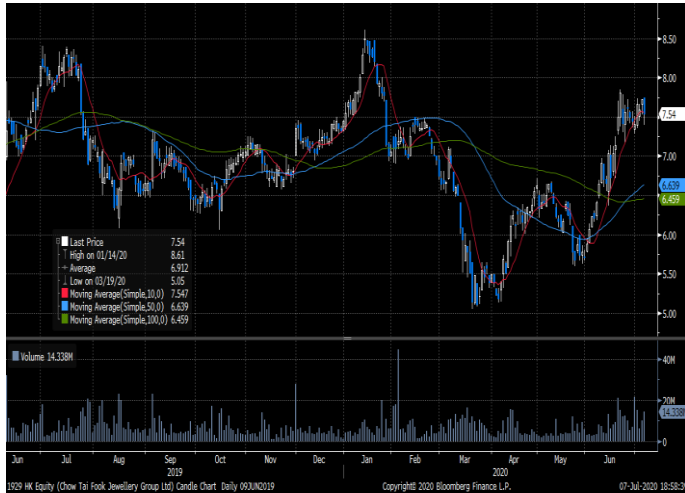 8.50
8.00
7.54
7.00
6.639
6.459
6.00
5.50
5.00
Last Price 7.54
High on 01/14/20 8.61
Average 6.912
Low on 03/19/20 5.05
Moving Average(Simple,10,0) 7.547
Moving Average(Simple,50,0) 6.639
Moving Average(Simple,100,0) 6.459
Volume 14.338M
40M
20M
14.338M
0
Jun Jul Aug Sep Oct Nov Dec Jan Feb Mar Apr May Jun
2019 2020
1929 HK Equity (Chow Tai Fook Jewellery Group Ltd) Candle Chart Daily 09JUN2019 Copyright© 2020 Bloomberg Finance L.P. 07-Jul-2020 18:58:3